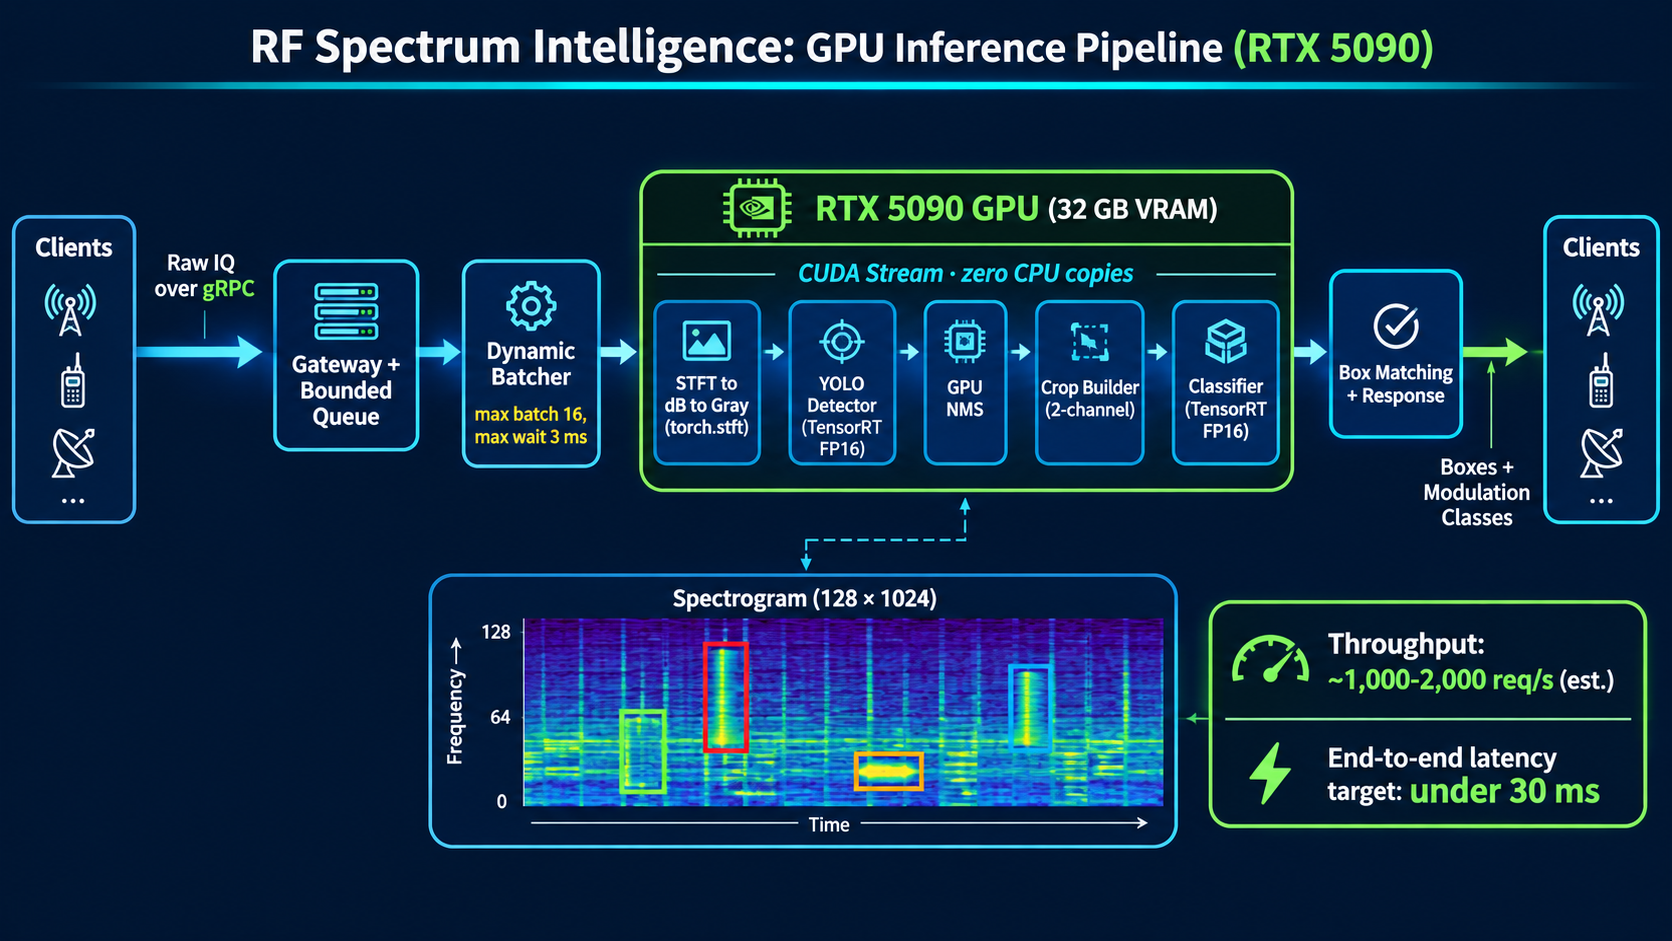 RF Spectrum Intelligence: GPU Inference Pipeline (RTX 5090)
Clients
...
Raw IQ
over gRPC
Gateway +
Bounded
Queue
Dynamic
Batcher
max batch 16,
max wait 3 ms
RTX 5090 GPU (32 GB VRAM)
CUDA Stream · zero CPU copies
STFT to
dB to Gray
(torch.stft)
YOLO
Detector
(TensorRT
FP16)
GPU
NMS
Crop Builder
(2-channel)
Classifier
(TensorRT
FP16)
Box Matching
+ Response
Boxes +
Modulation
Classes
Clients
...
Spectrogram (128 × 1024)
Frequency
128
64
0
Time
Throughput:
~1,000-2,000 req/s (est.)
End-to-end latency
target: under 30 ms